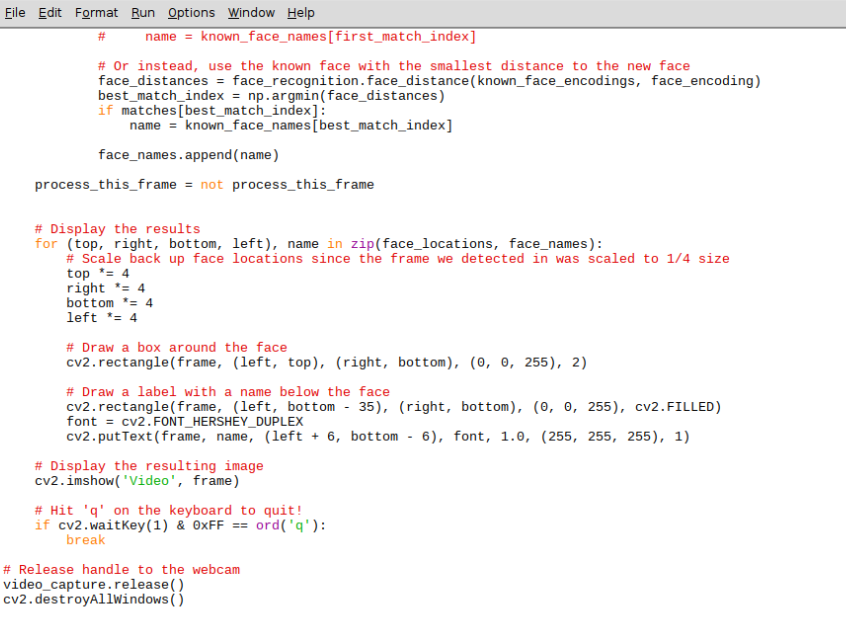 File Edit Format Run Options Window Help
#     name = known_face_names[first_match_index]
# Or instead, use the known face with the smallest distance to the new face
face_distances = face_recognition.face_distance(known_face_encodings, face_encoding)
best_match_index = np.argmin(face_distances)
if matches[best_match_index]:
name = known_face_names[best_match_index]
face_names.append(name)
process_this_frame = not process_this_frame
# Display the results
for (top, right, bottom, left), name in zip(face_locations, face_names):
# Scale back up face locations since the frame we detected in was scaled to 1/4 size
top *= 4
right *= 4
bottom *= 4
left *= 4
# Draw a box around the face
cv2.rectangle(frame, (left, top), (right, bottom), (0, 0, 255), 2)
# Draw a label with a name below the face
cv2.rectangle(frame, (left, bottom - 35), (right, bottom), (0, 0, 255), cv2.FILLED)
font = cv2.FONT_HERSHEY_DUPLEX
cv2.putText(frame, name, (left + 6, bottom - 6), font, 1.0, (255, 255, 255), 1)
# Display the resulting image
cv2.imshow('Video', frame)
# Hit 'q' on the keyboard to quit!
if cv2.waitKey(1) & 0xFF == ord('q'):
break
# Release handle to the webcam
video_capture.release()
cv2.destroyAllWindows()